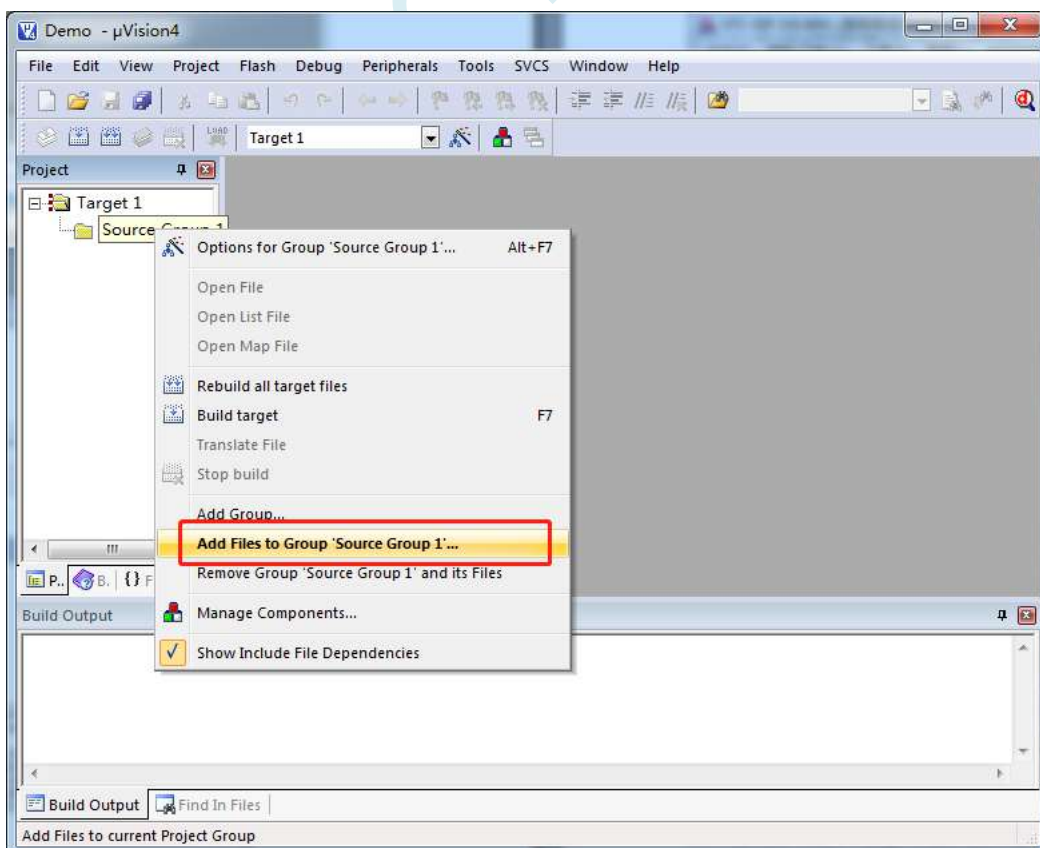 Demo - µVision4
File Edit View Project Flash Debug Peripherals Tools SVCS Window Help
LOAD Target 1
Project
Target 1
Source Group 1
Options for Group 'Source Group 1'... Alt+F7
Open File
Open List File
Open Map File
Rebuild all target files
Build target F7
Translate File
Stop build
Add Group...
Add Files to Group 'Source Group 1'...
Remove Group 'Source Group 1' and its Files
Manage Components...
Show Include File Dependencies
P.. B. {} F
Build Output
Build Output Find In Files
Add Files to current Project Group